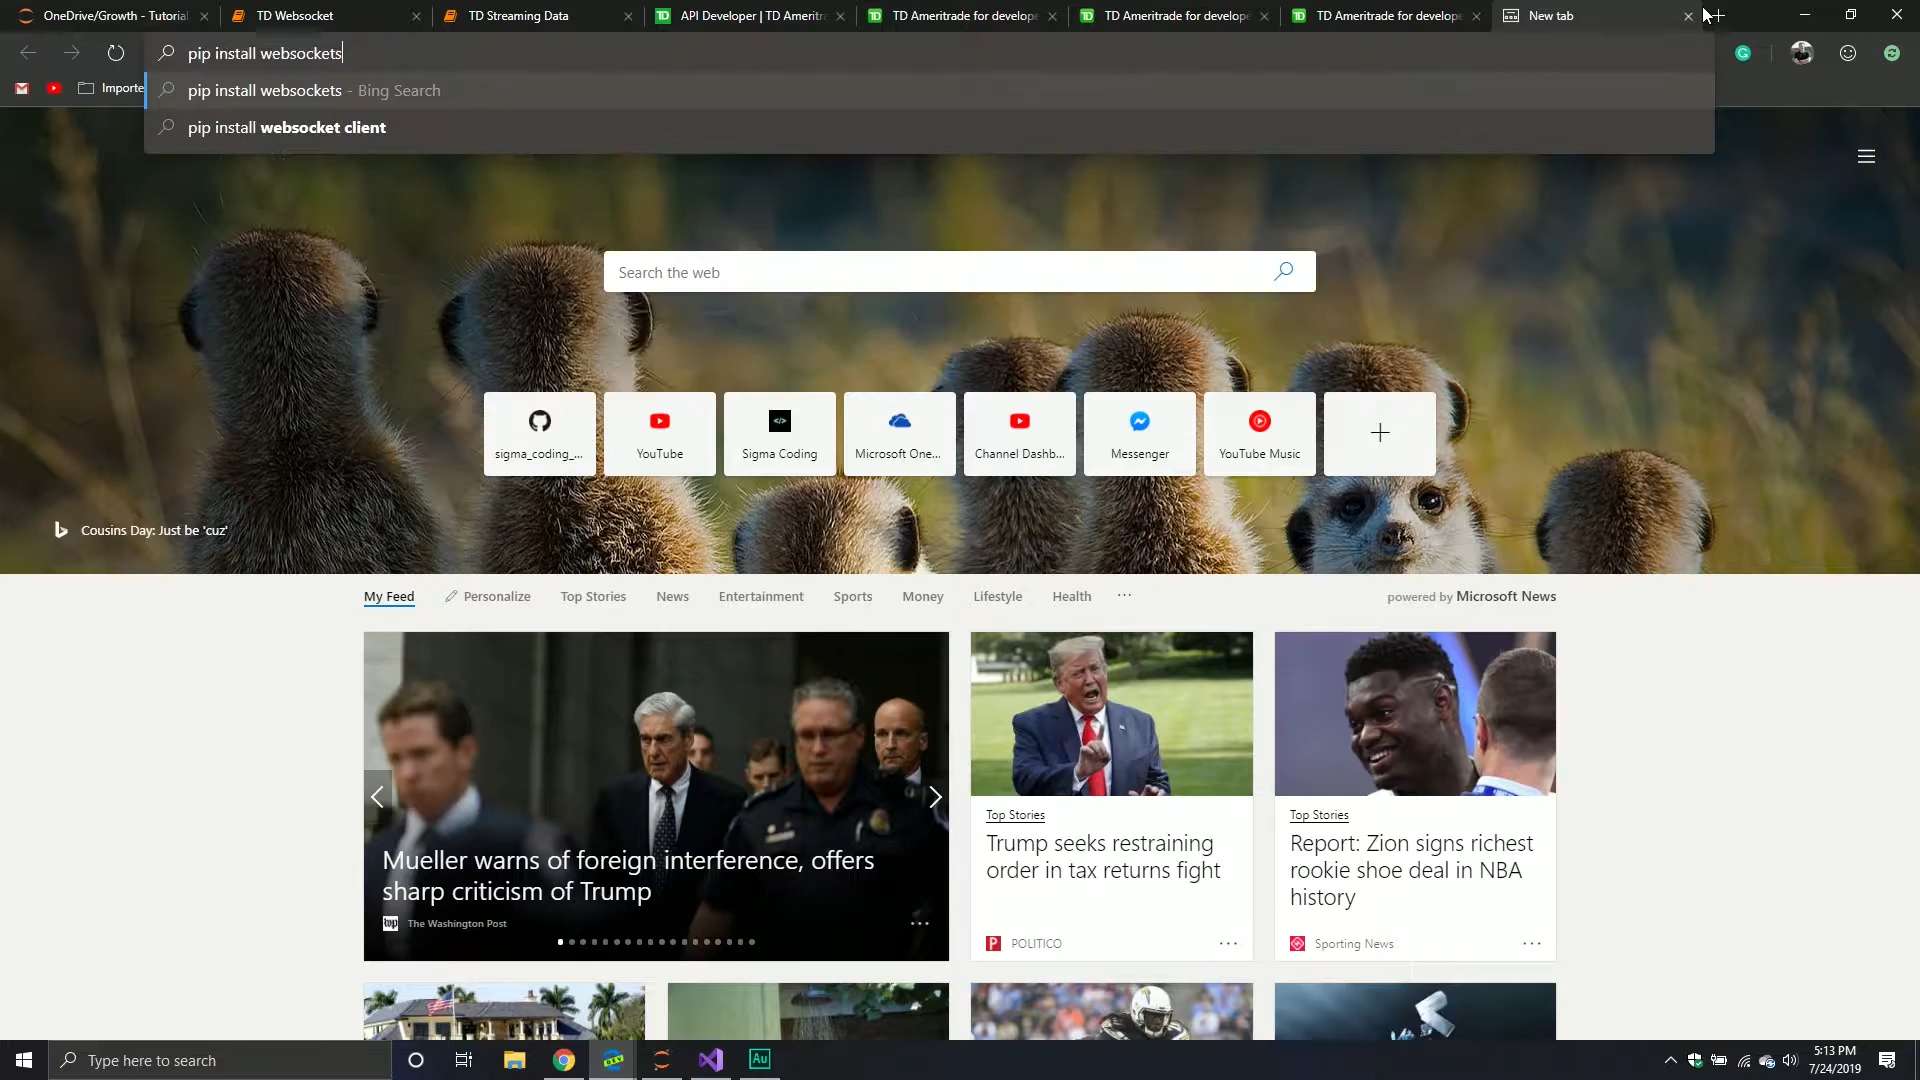 OneDrive/Growth - Tutorial
TD Websocket
TD Streaming Data
API Developer | TD Ameritra
TD Ameritrade for develope
TD Ameritrade for develope
TD Ameritrade for develope
New tab
pip install websockets
Importe
pip install websockets - Bing Search
pip install websocket client
Search the web
sigma_coding_...
YouTube
Sigma Coding
Microsoft One...
Channel Dashb...
Messenger
YouTube Music
Cousins Day: Just be 'cuz'
My Feed
Personalize
Top Stories
News
Entertainment
Sports
Money
Lifestyle
Health
...
powered by Microsoft News
Mueller warns of foreign interference, offers
sharp criticism of Trump
wp
The Washington Post
Top Stories
Trump seeks restraining
order in tax returns fight
P
POLITICO
Top Stories
Report: Zion signs richest
rookie shoe deal in NBA
history
Sporting News
Type here to search
DEV
Au
5:13 PM
7/24/2019